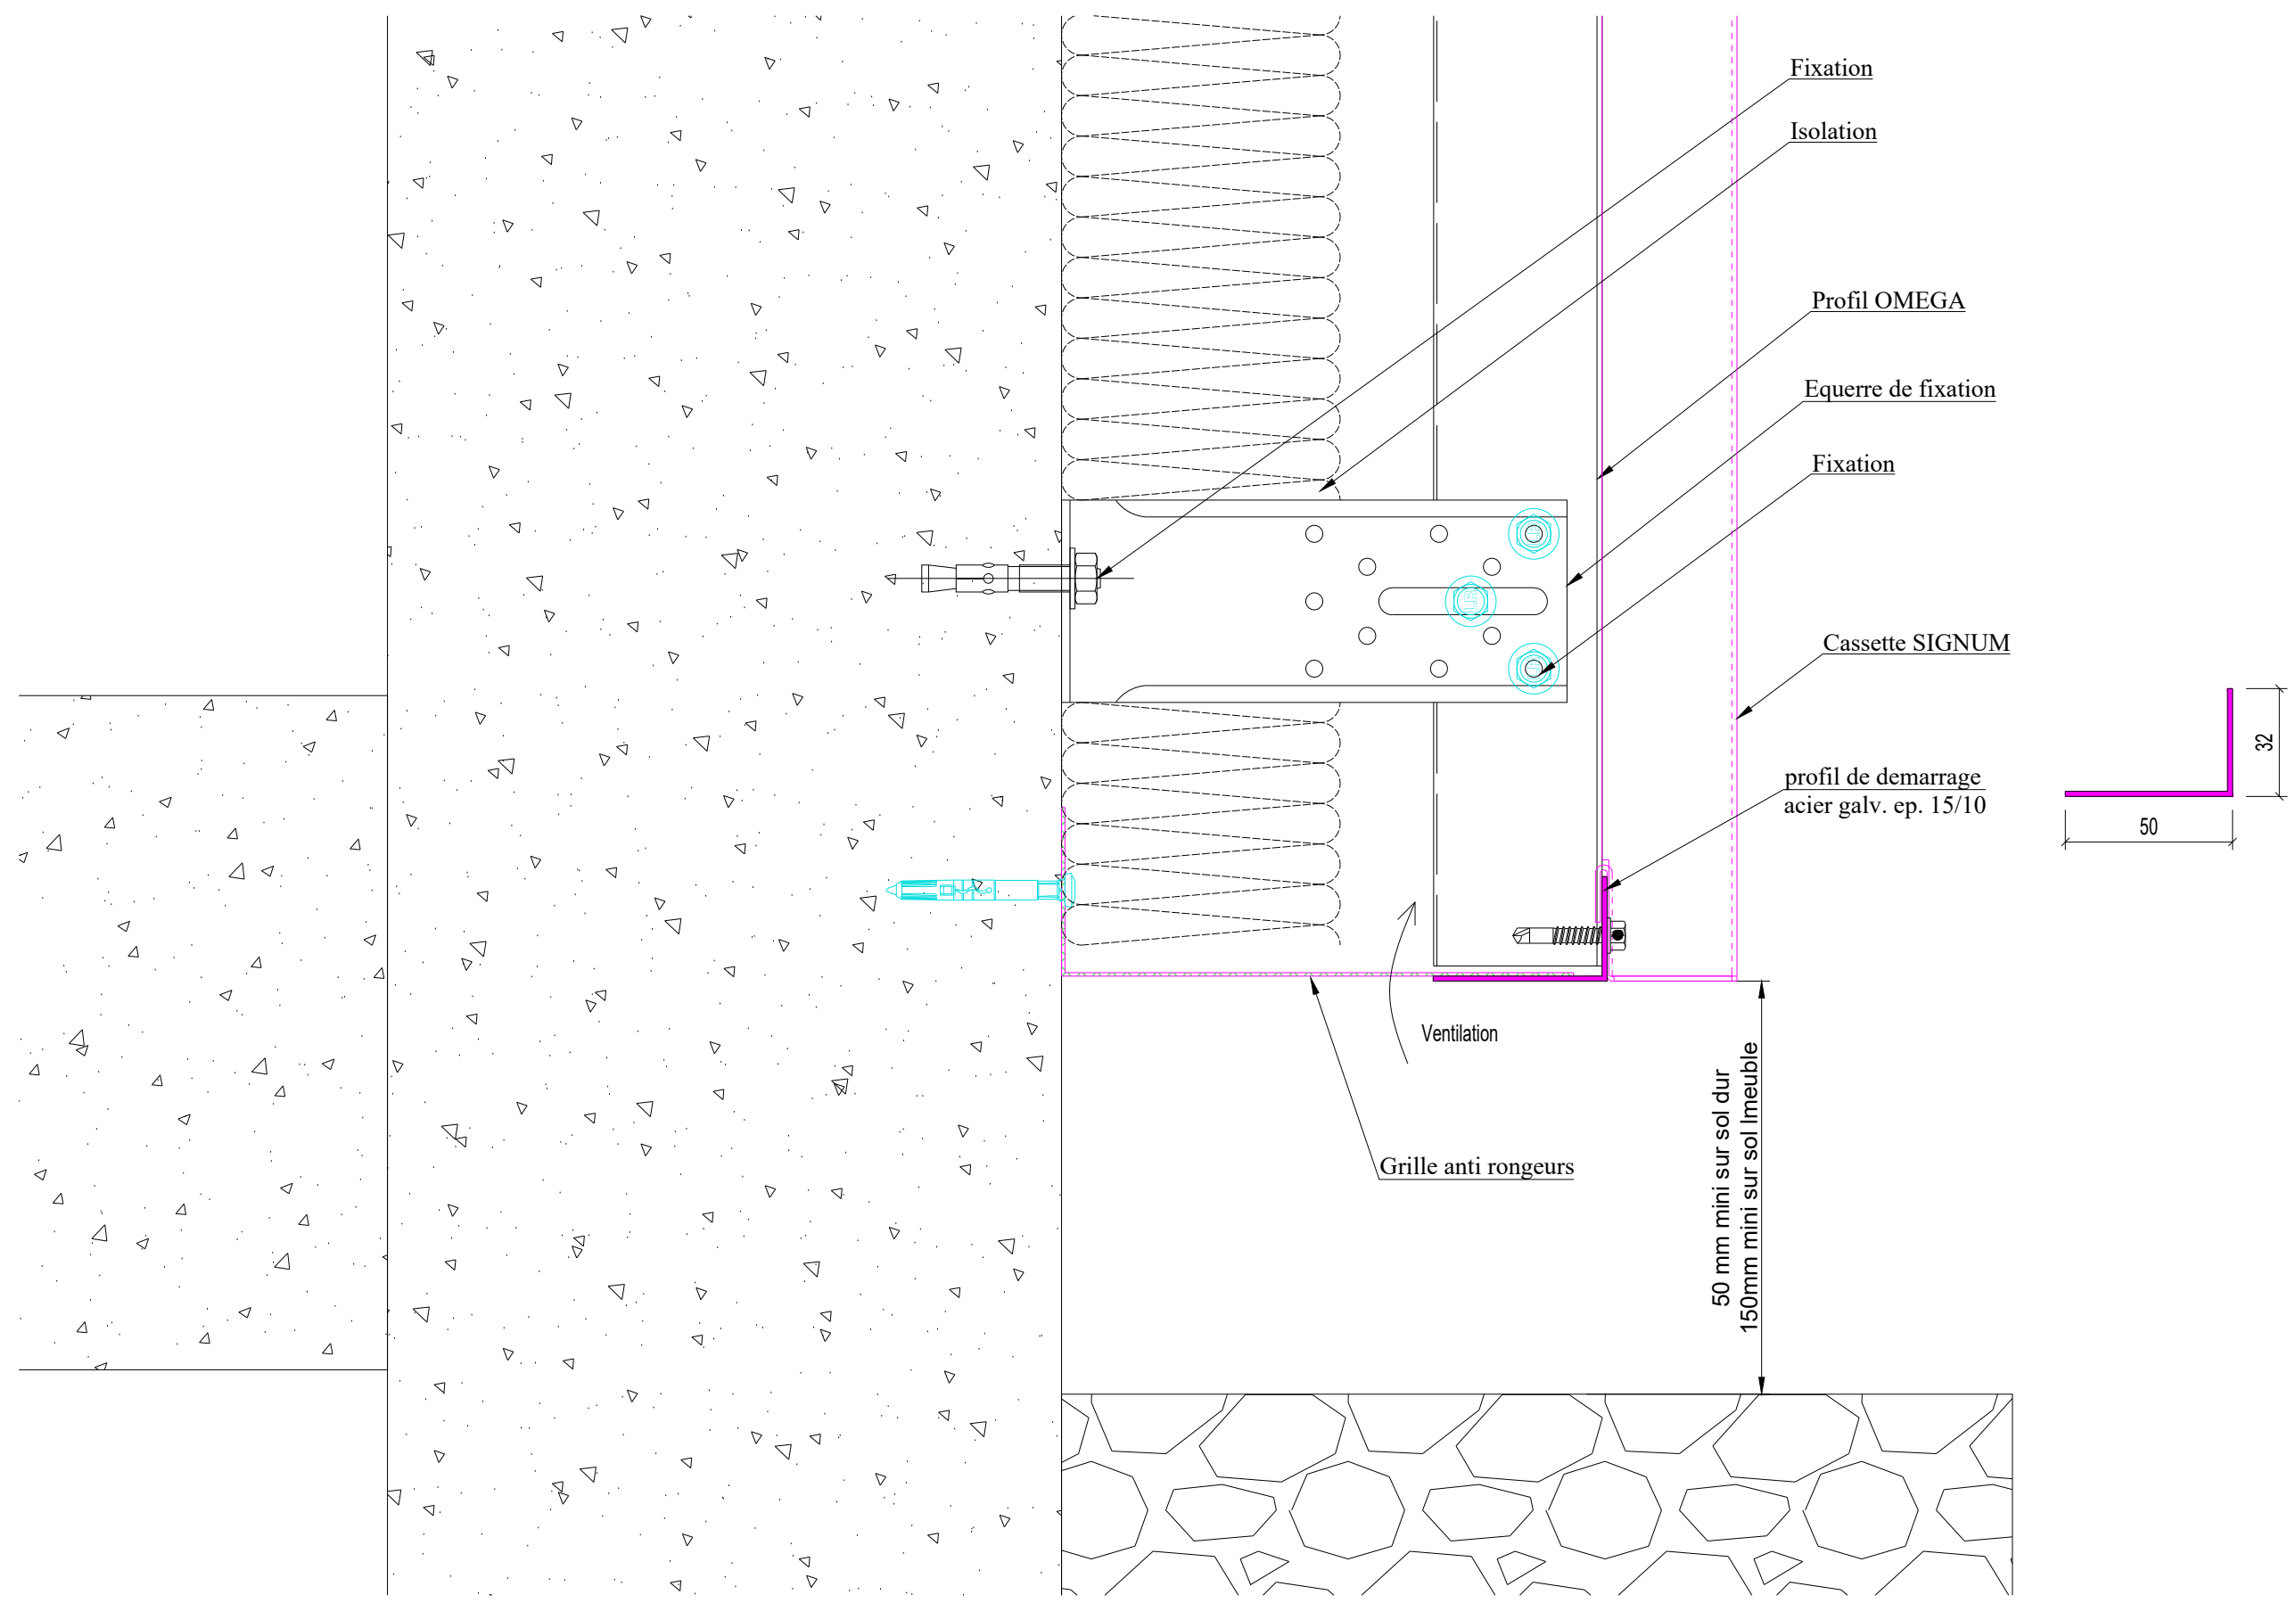 Fixation
Isolation
Profil OMEGA
Equerre de fixation
Fixation
Cassette SIGNUM
32
profil de demarrage
acier galv. ep. 15/10
50
Ventilation
50 mm mini sur sol dur
150mm mini sur sol lmeuble
Grille anti rongeurs